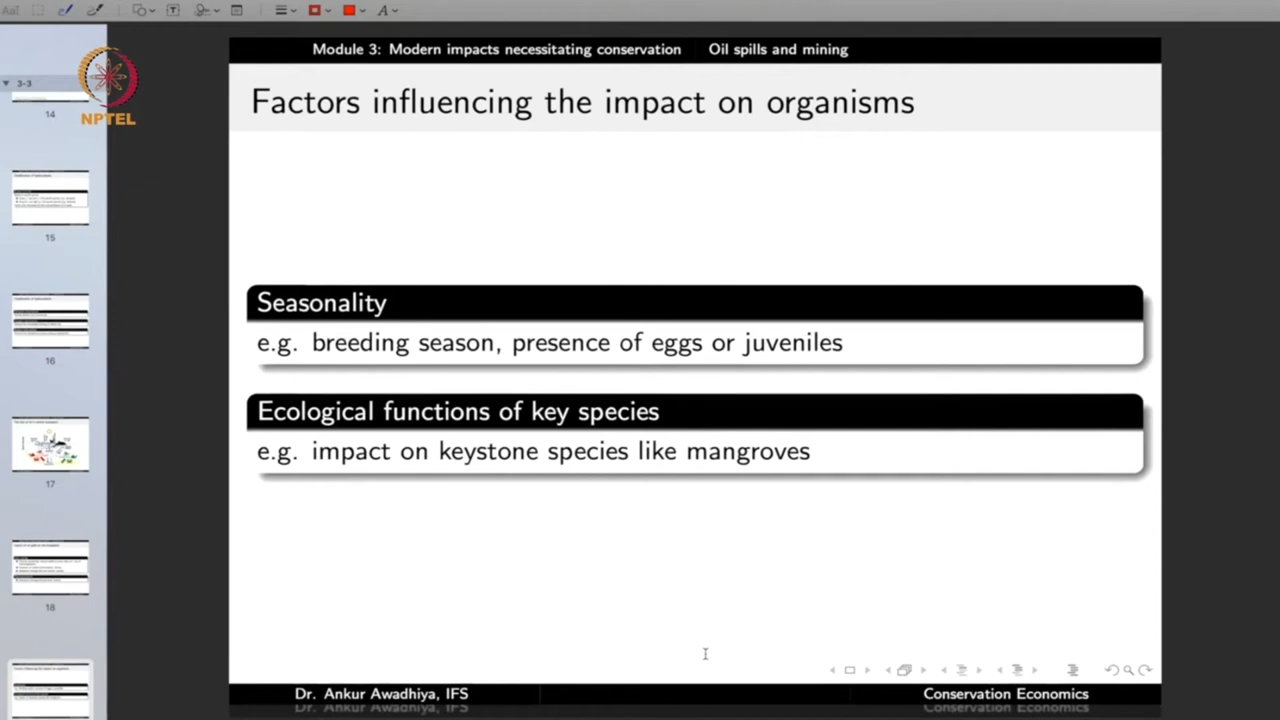 Module 3: Modern impacts necessitating conservation Oil spills and mining
3-3
NPTEL
14
15
16
17
18
Factors influencing the impact on organisms
Seasonality
e.g. breeding season, presence of eggs or juveniles
Ecological functions of key species
e.g. impact on keystone species like mangroves
Dr. Ankur Awadhiya, IFS
Conservation Economics